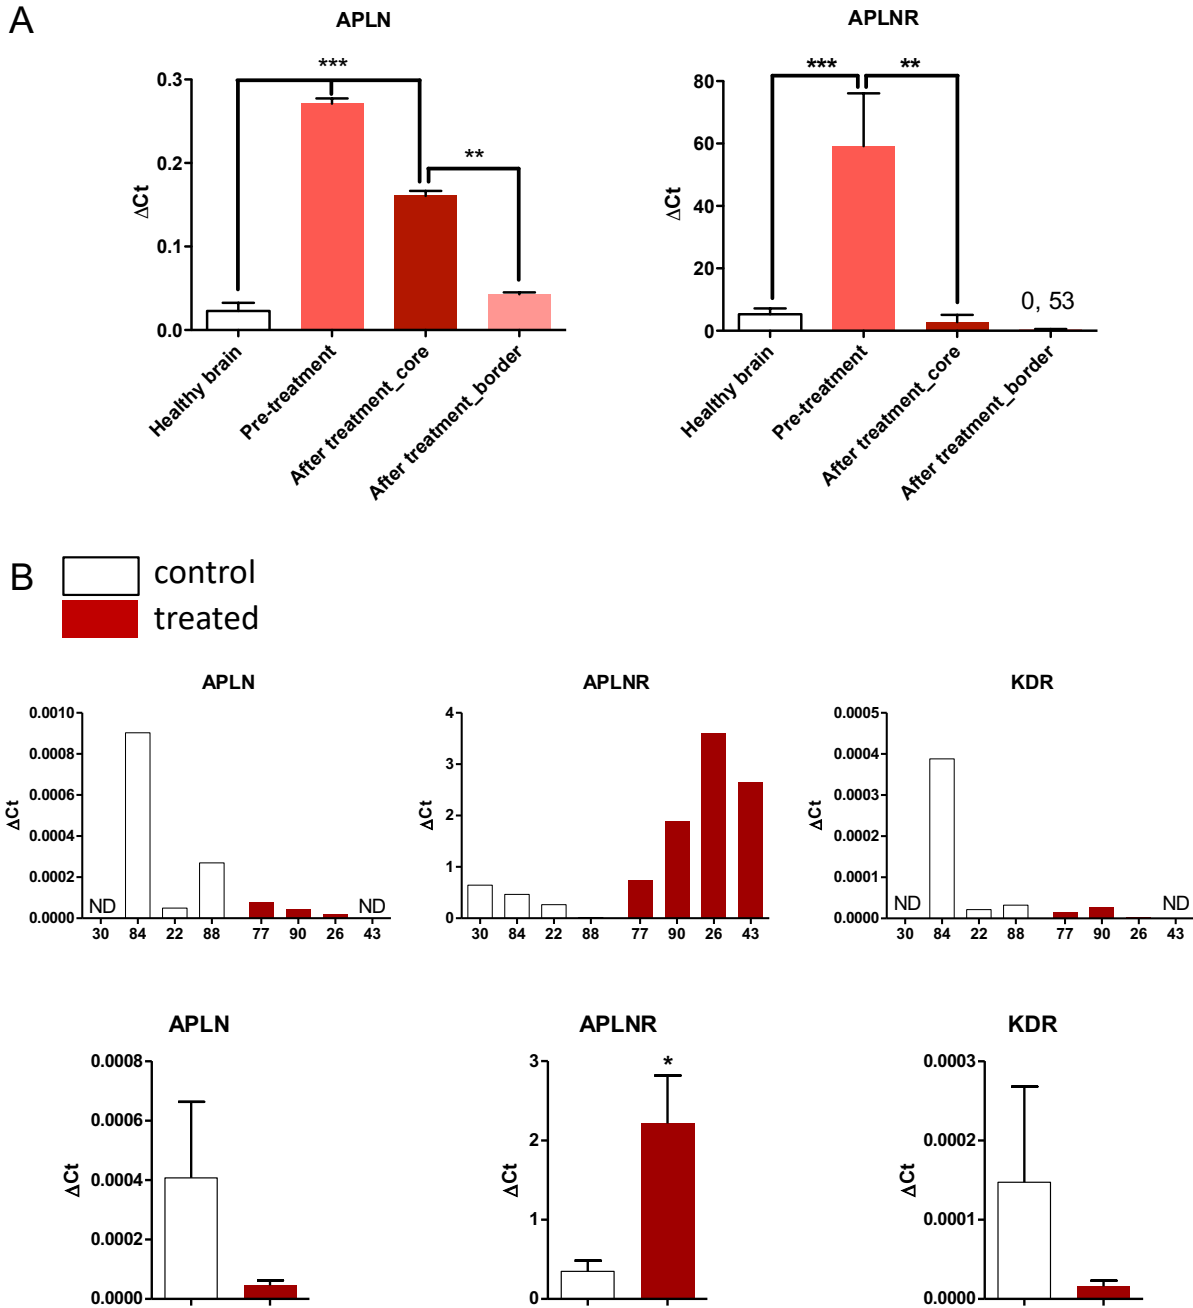 A
APLN
APLNR
***
**
0.3
0.2
0.1
0.0
ΔCt
Healthy brain
Pre-treatment
After treatment_core
After treatment_border
***
**
80
60
40
20
0
ΔCt
0, 53
Healthy brain
Pre-treatment
After treatment_core
After treatment_border
B
control
treated
APLN
0.0010
0.0008
0.0006
0.0004
0.0002
0.0000
ΔCt
ND
ND
30 84 22 88 77 90 26 43
APLNR
4
3
2
1
0
ΔCt
30 84 22 88 77 90 26 43
KDR
0.0005
0.0004
0.0003
0.0002
0.0001
0.0000
ΔCt
ND
ND
30 84 22 88 77 90 26 43
APLN
0.0008
0.0006
0.0004
0.0002
0.0000
ΔCt
APLNR
3
2
1
0
ΔCt
*
KDR
0.0003
0.0002
0.0001
0.0000
ΔCt